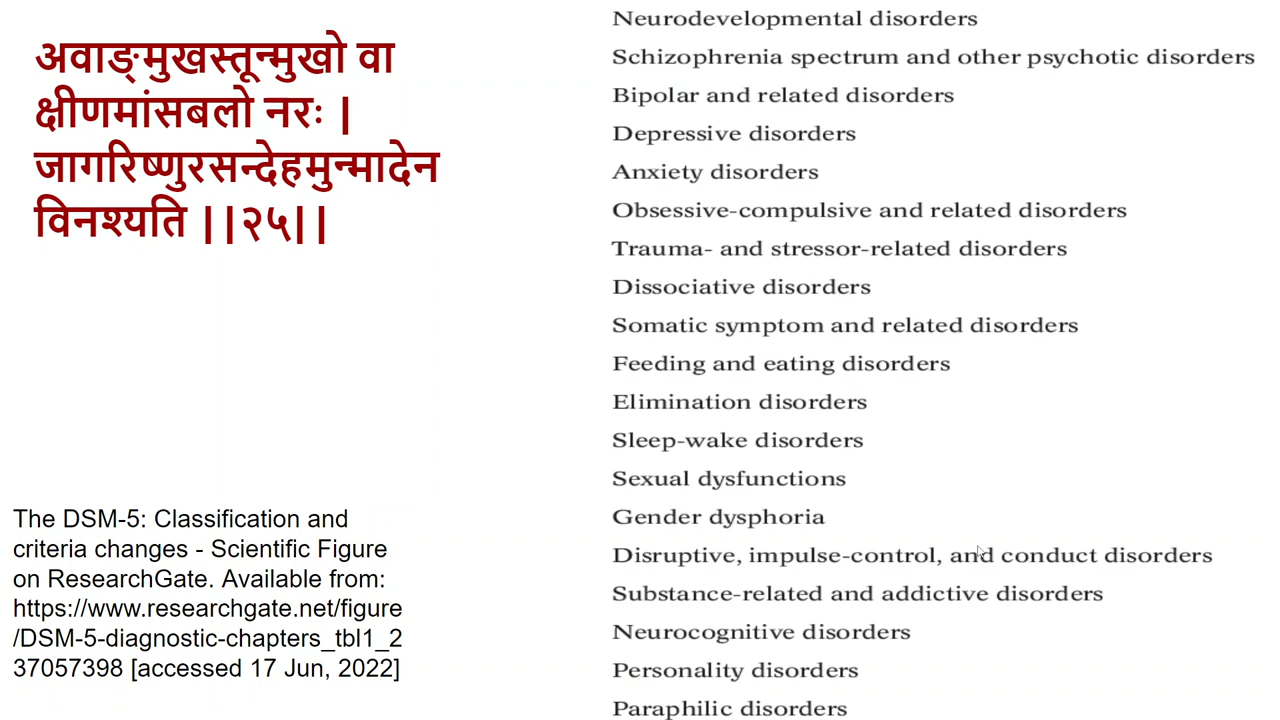 अवाङ्मुखस्तून्मुखो वा
क्षीणमांसबलो नरः |
जागरिष्णुरसन्देहमुन्मादेन
विनश्यति ||२५||
The DSM-5: Classification and
criteria changes - Scientific Figure
on ResearchGate. Available from:
https://www.researchgate.net/figure
/DSM-5-diagnostic-chapters_tbl1_2
37057398 [accessed 17 Jun, 2022]
Neurodevelopmental disorders
Schizophrenia spectrum and other psychotic disorders
Bipolar and related disorders
Depressive disorders
Anxiety disorders
Obsessive-compulsive and related disorders
Trauma- and stressor-related disorders
Dissociative disorders
Somatic symptom and related disorders
Feeding and eating disorders
Elimination disorders
Sleep-wake disorders
Sexual dysfunctions
Gender dysphoria
Disruptive, impulse-control, and conduct disorders
Substance-related and addictive disorders
Neurocognitive disorders
Personality disorders
Paraphilic disorders